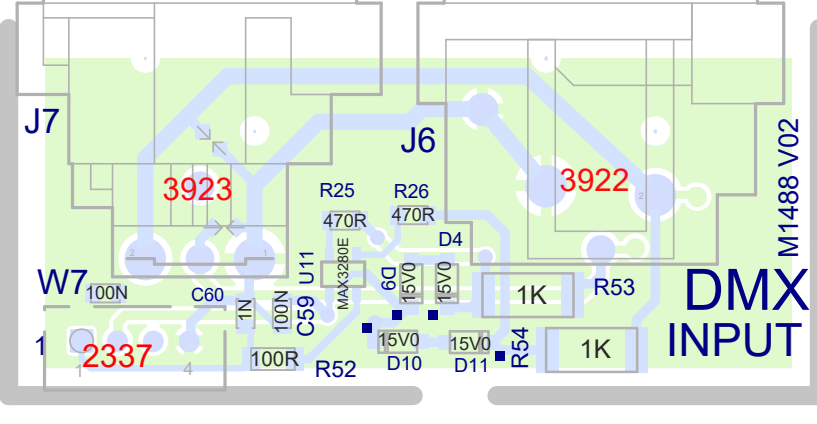 J7
J6
M1488 V02
3923
3922
2
R25
R26
470R
470R
D4
2
1
U11
MAX3280E
W7
100N
C60
1N
100N
C59
D9
15V0
15V0
1K
R53
DMX
INPUT
1
2337
1
4
100R
R52
15V0
D10
15V0
D11
R54
1K